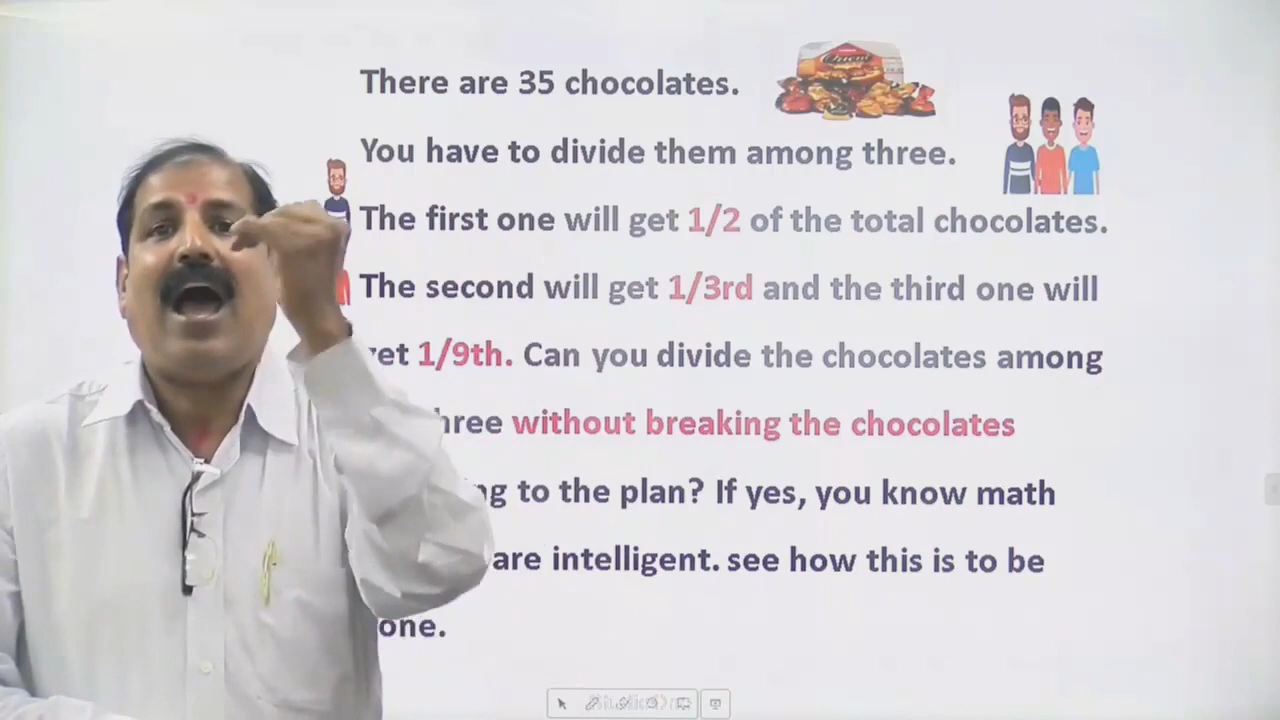 There are 35 chocolates.
You have to divide them among three.
The first one will get 1/2 of the total chocolates.
The second will get 1/3rd and the third one will
et 1/9th. Can you divide the chocolates among
hree without breaking the chocolates
ng to the plan? If yes, you know math
are intelligent. see how this is to be
one.